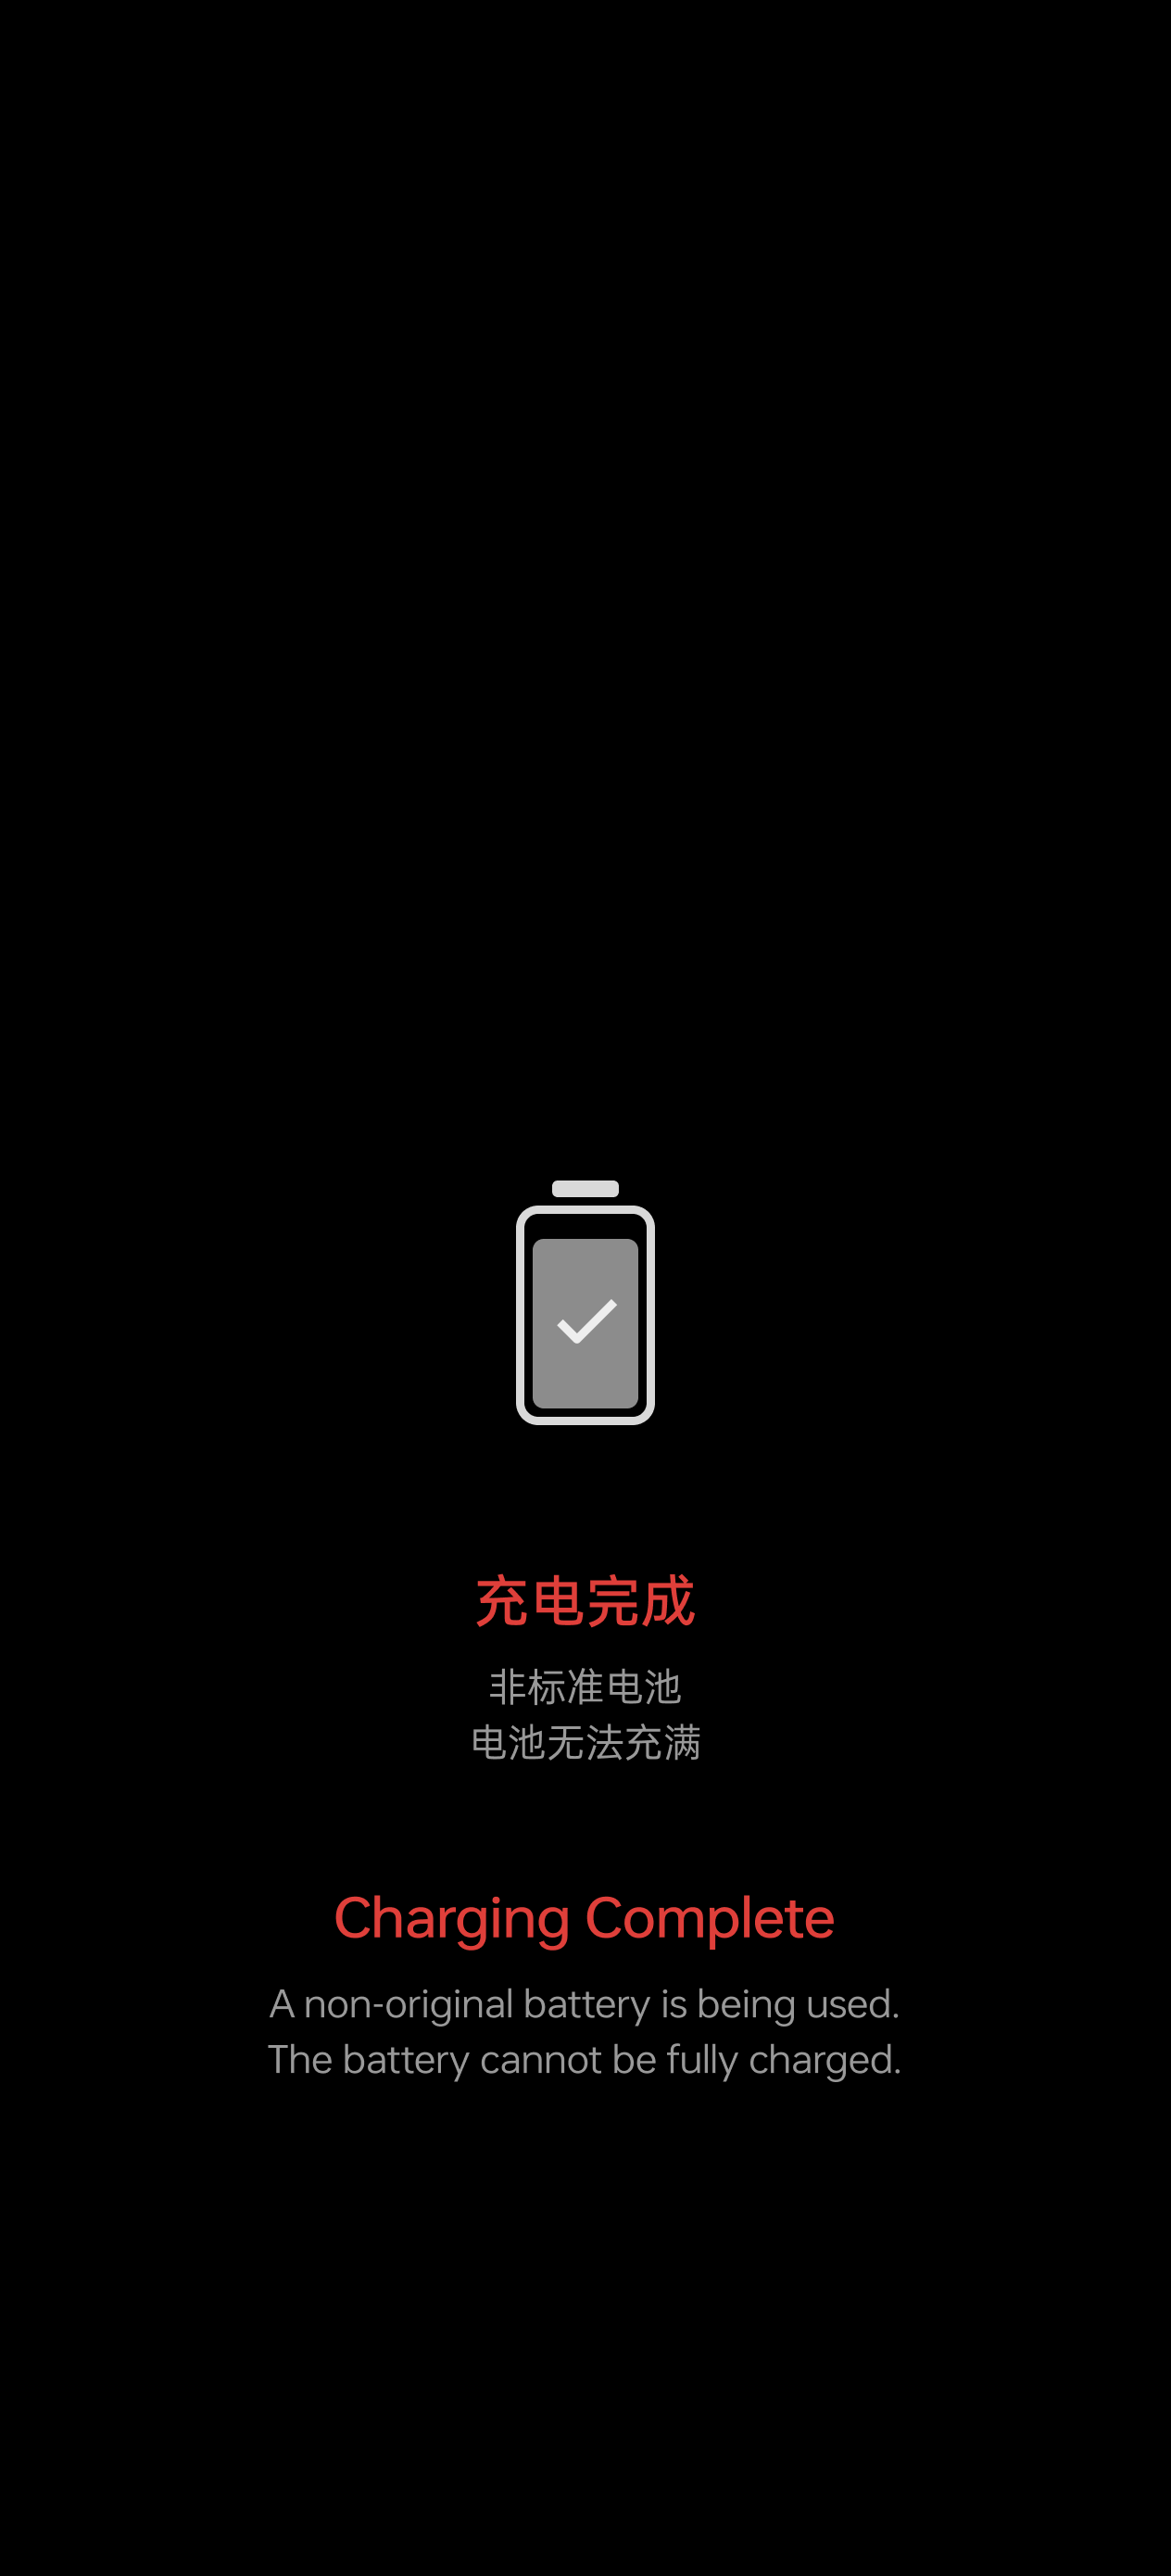 充电完成
非标准电池
电池无法充满
Charging Complete
A non-original battery is being used.
The battery cannot be fully charged.